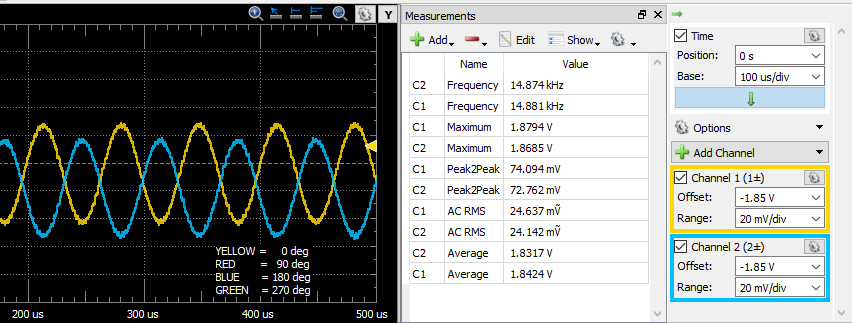 Y
YELLOW = 0 deg
RED = 90 deg
BLUE = 180 deg
GREEN = 270 deg
200 us 300 us 400 us 500 us
Measurements
Add Edit Show
Name Value
C2 Frequency 14.874 kHz
C1 Frequency 14.881 kHz
C1 Maximum 1.8794 V
C2 Maximum 1.8685 V
C1 Peak2Peak 74.094 mV
C2 Peak2Peak 72.762 mV
C1 AC RMS 24.637 mṽ
C2 AC RMS 24.142 mṽ
C2 Average 1.8317 V
C1 Average 1.8424 V
Time
Position: 0 s
Base: 100 us/div
Options
Add Channel
Channel 1 (1±)
Offset: -1.85 V
Range: 20 mV/div
Channel 2 (2±)
Offset: -1.85 V
Range: 20 mV/div